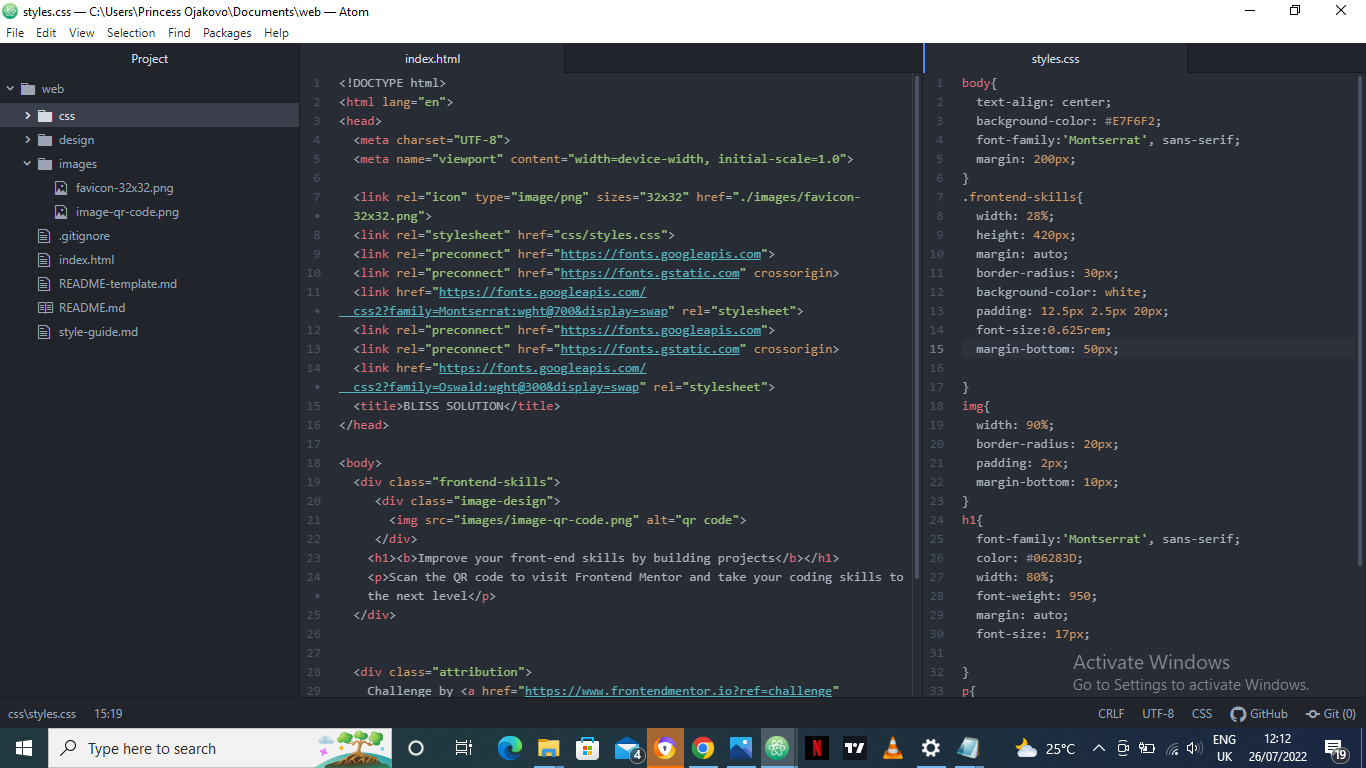 styles.css — C:\Users\Princess Ojakovo\Documents\web — Atom
File Edit View Selection Find Packages Help
Project
web
css
design
images
favicon-32x32.png
image-qr-code.png
.gitignore
index.html
README-template.md
README.md
style-guide.md
index.html
1 <!DOCTYPE html>
2 <html lang="en">
3 <head>
4 <meta charset="UTF-8">
5 <meta name="viewport" content="width=device-width, initial-scale=1.0">
6
7 <link rel="icon" type="image/png" sizes="32x32" href="./images/favicon-
• 32x32.png">
8 <link rel="stylesheet" href="css/styles.css">
9 <link rel="preconnect" href="https://fonts.googleapis.com">
10 <link rel="preconnect" href="https://fonts.gstatic.com" crossorigin>
11 <link href="https://fonts.googleapis.com/
• css2?family=Montserrat:wght@700&display=swap" rel="stylesheet">
12 <link rel="preconnect" href="https://fonts.googleapis.com">
13 <link rel="preconnect" href="https://fonts.gstatic.com" crossorigin>
14 <link href="https://fonts.googleapis.com/
• css2?family=Oswald:wght@300&display=swap" rel="stylesheet">
15 <title>BLISS SOLUTION</title>
16 </head>
17
18 <body>
19 <div class="frontend-skills">
20 <div class="image-design">
21 <img src="images/image-qr-code.png" alt="qr code">
22 </div>
23 <h1><b>Improve your front-end skills by building projects</b></h1>
24 <p>Scan the QR code to visit Frontend Mentor and take your coding skills to
• the next level</p>
25 </div>
26
27
28 <div class="attribution">
29 Challenge by <a href="https://www.frontendmentor.io?ref=challenge"
styles.css
1 body{
2 text-align: center;
3 background-color: #E7F6F2;
4 font-family:'Montserrat', sans-serif;
5 margin: 200px;
6 }
7 .frontend-skills{
8 width: 28%;
9 height: 420px;
10 margin: auto;
11 border-radius: 30px;
12 background-color: white;
13 padding: 12.5px 2.5px 20px;
14 font-size:0.625rem;
15 margin-bottom: 50px;
16
17 }
18 img{
19 width: 90%;
20 border-radius: 20px;
21 padding: 2px;
22 margin-bottom: 10px;
23 }
24 h1{
25 font-family:'Montserrat', sans-serif;
26 color: #06283D;
27 width: 80%;
28 font-weight: 950;
29 margin: auto;
30 font-size: 17px;
31
32 }
33 p{
Activate Windows
Go to Settings to activate Windows.
css\styles.css 15:19
CRLF UTF-8 CSS GitHub Git (0)
Type here to search
4
N
25°C
ENG
UK
12:12
26/07/2022
19